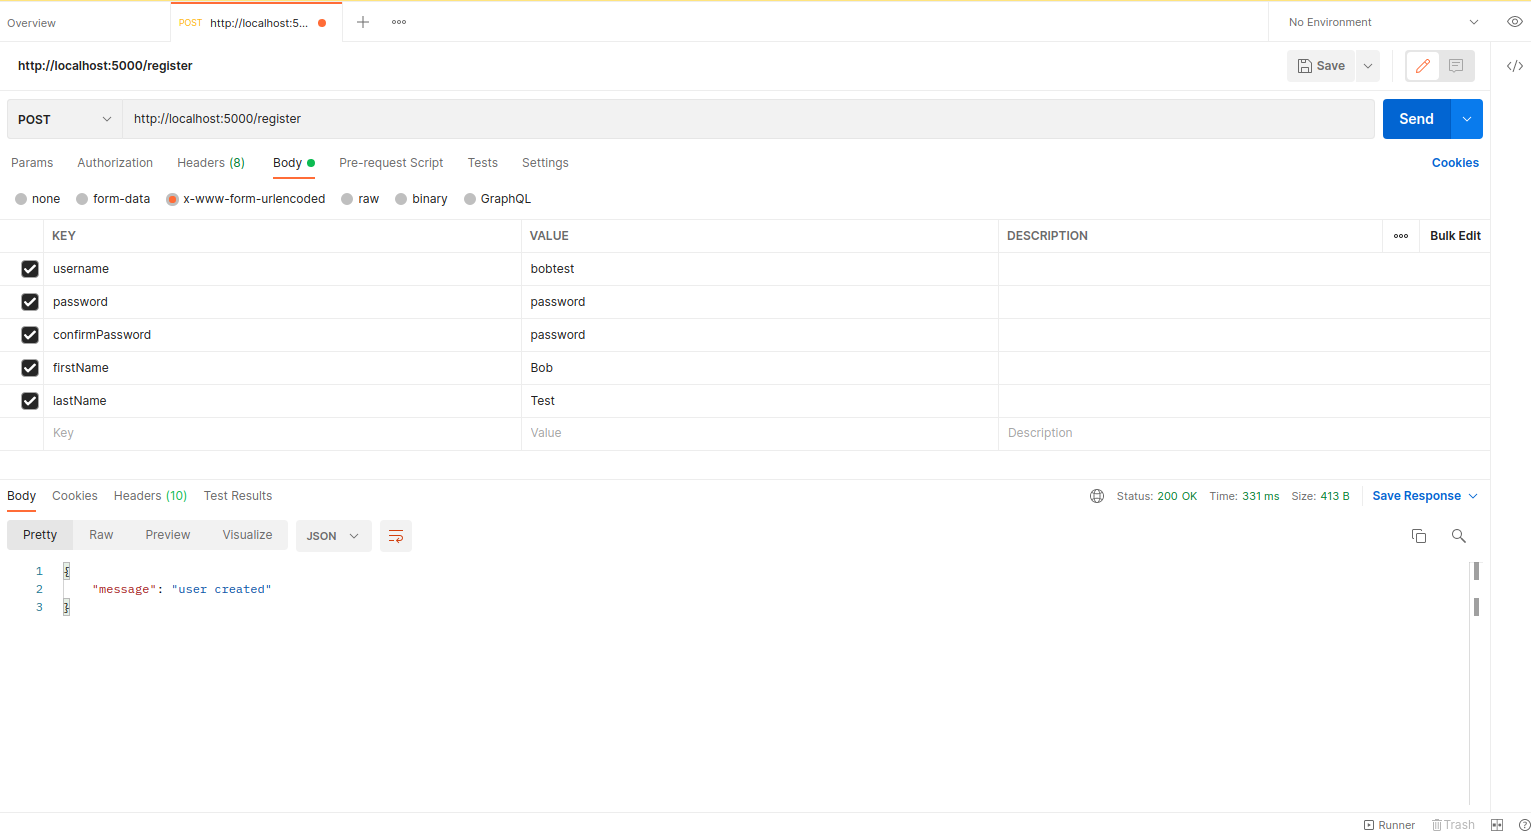 Overview
POST http://localhost:5...
No Environment
http://localhost:5000/register
Save
POST http://localhost:5000/register
Send
Params Authorization Headers (8) Body Pre-request Script Tests Settings
Cookies
none form-data x-www-form-urlencoded raw binary GraphQL
KEY VALUE DESCRIPTION Bulk Edit
username bobtest
password password
confirmPassword password
firstName Bob
lastName Test
Key Value Description
Body Cookies Headers (10) Test Results
Status: 200 OK Time: 331 ms Size: 413 B Save Response
Pretty Raw Preview Visualize JSON
1 {
2 "message": "user created"
3 }
Runner Trash